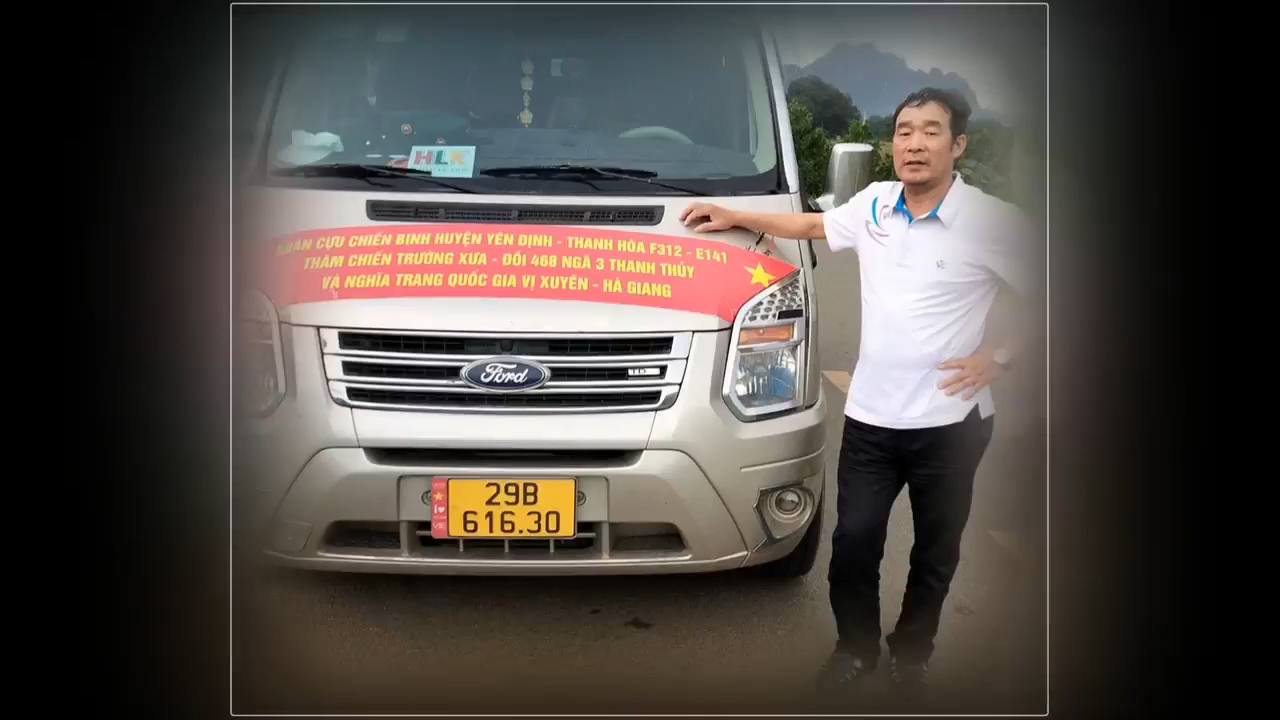 HLK
ĐOÀN CỰU CHIẾN BINH HUYỆN YÊN ĐỊNH - THANH HÓA F312 - E141
THĂM CHIẾN TRƯỜNG XƯA - ĐỒI 468 NGÃ 3 THANH THỦY
VÀ NGHĨA TRANG QUỐC GIA VỊ XUYÊN - HÀ GIANG
Ford
29B
616.30